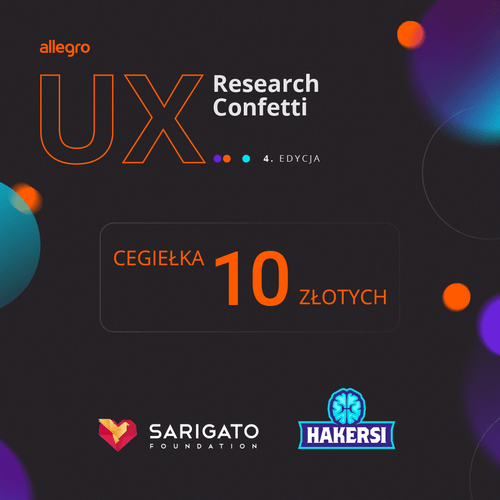 allegro
UX
Research
Confetti
4. EDYCJA
CEGIEŁKA
10
ZŁOTYCH
SARIGATO
FOUNDATION
HAKERSI